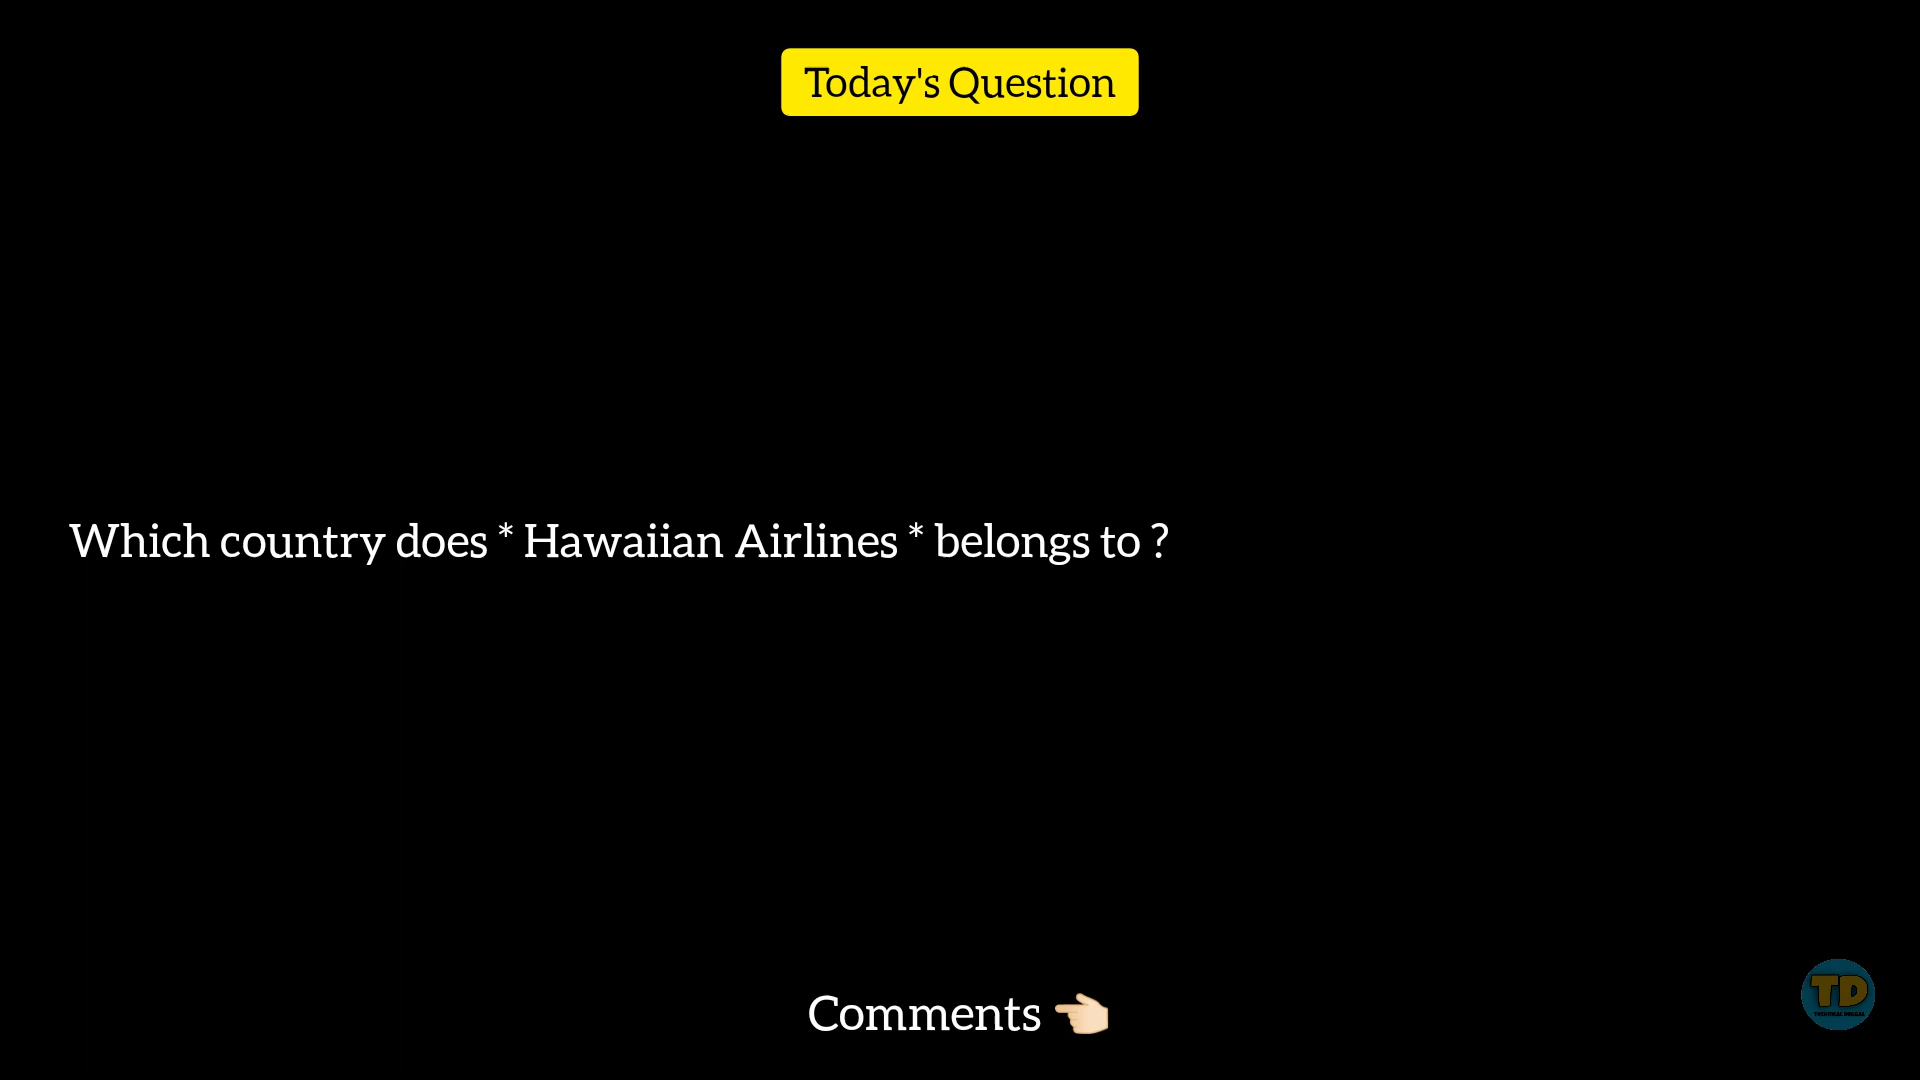 Today's Question
Which country does * Hawaiian Airlines * belongs to ?
Comments 👈🏻
TD